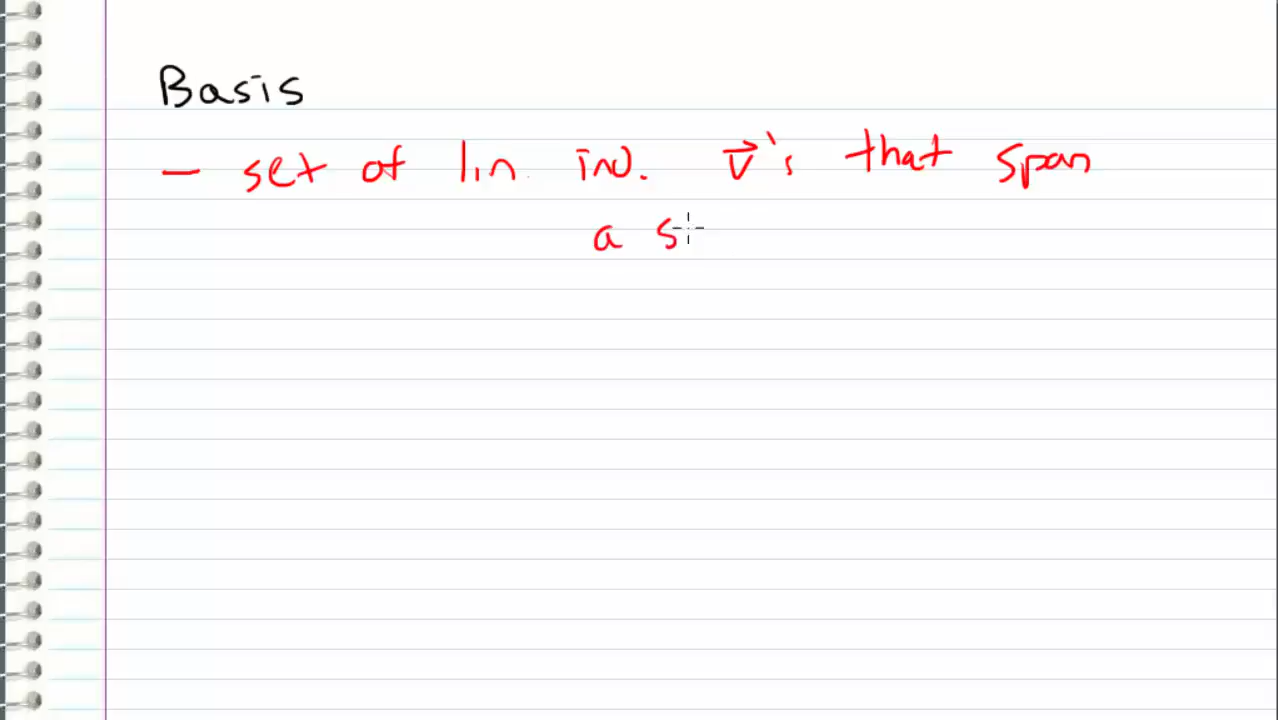 Basis
- set of lin. ind. v⃗'s that span
a s